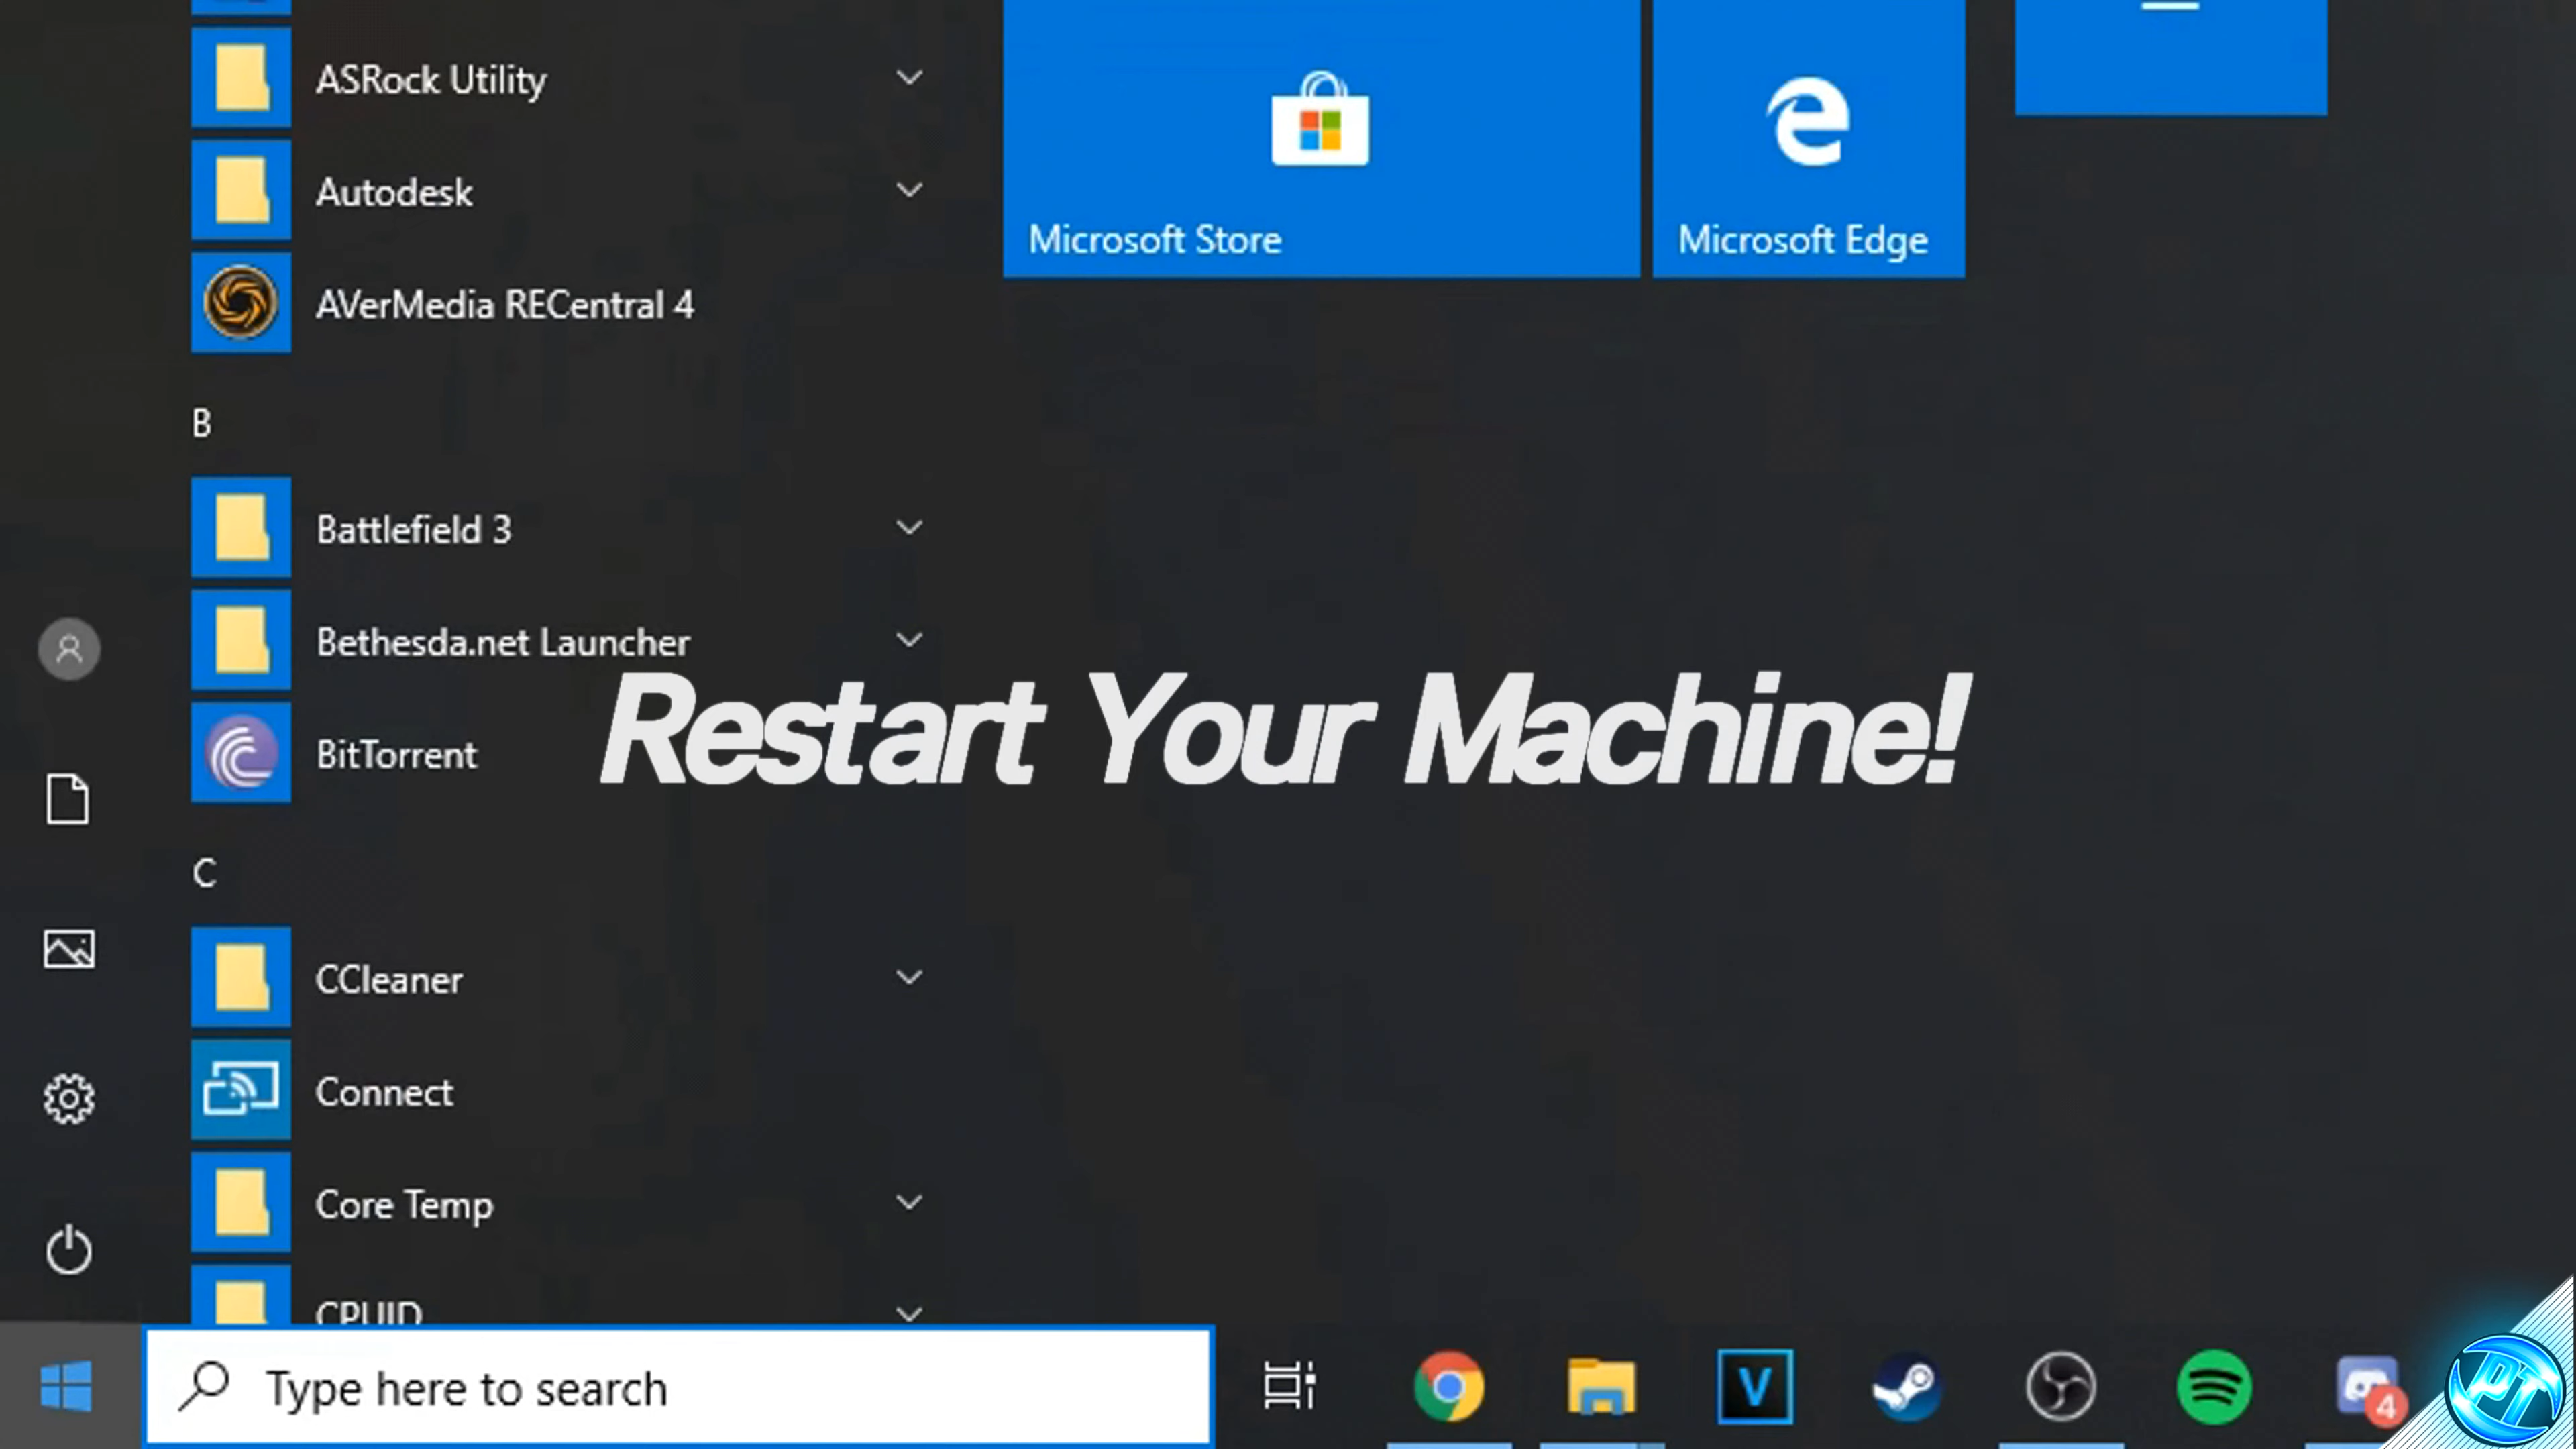 ASRock Utility
Autodesk
AVerMedia RECentral 4
B
Battlefield 3
Bethesda.net Launcher
BitTorrent
C
CCleaner
Connect
Core Temp
CPUID
Microsoft Store
Microsoft Edge
Restart Your Machine!
Type here to search
V
4
PT